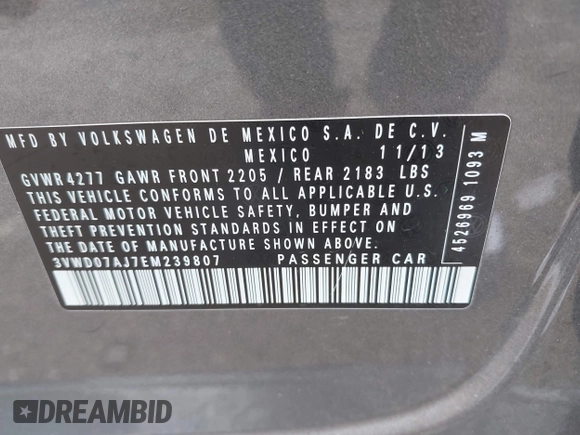 MFD BY VOLKSWAGEN DE MEXICO S.A. DE C.V.
MEXICO 11/13
GVWR4277 GAWR FRONT 2205 / REAR 2183 LBS
THIS VEHICLE CONFORMS TO ALL APPLICABLE U.S.
FEDERAL MOTOR VEHICLE SAFETY, BUMPER AND
THEFT PREVENTION STANDARDS IN EFFECT ON
THE DATE OF MANUFACTURE SHOWN ABOVE.
3VWD07AJ7EM239807 PASSENGER CAR
4526969 1093 M
DREAMBID